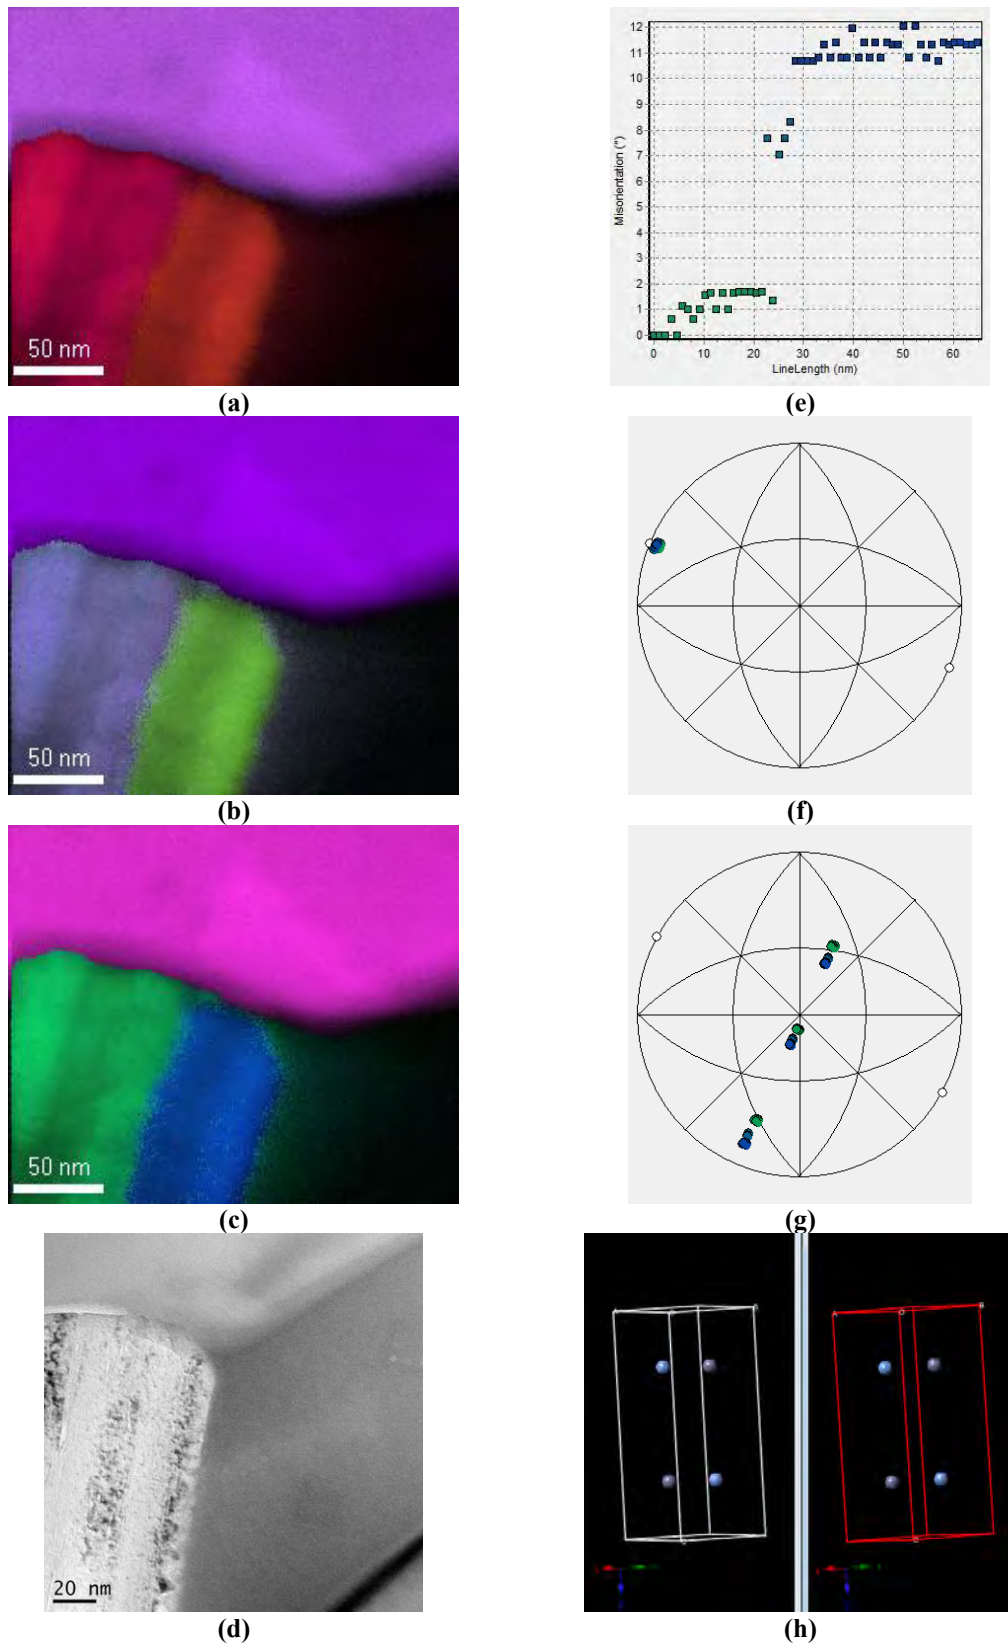 50 nm
(a)
12
11
10
9
8
7
6
5
4
3
2
1
0
Misorientation (°)
0 10 20 30 40 50 60
LineLength (nm)
(e)
50 nm
(b)
(f)
50 nm
(c)
(g)
20 nm
(d)
(h)